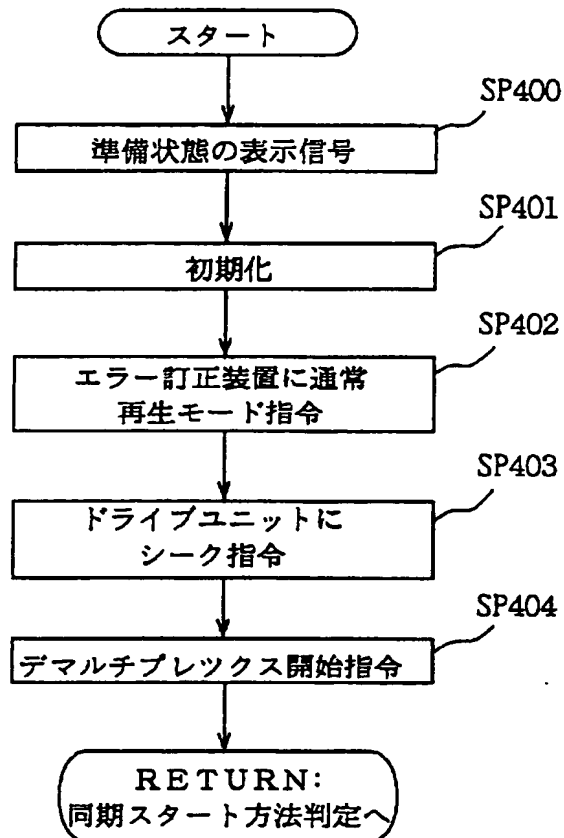 スタート
SP400
準備状態の表示信号
SP401
初期化
SP402
エラー訂正装置に通常
再生モード指令
SP403
ドライブユニットに
シーク指令
SP404
デマルチプレツクス開始指令
RETURN:
同期スタート方法判定へ